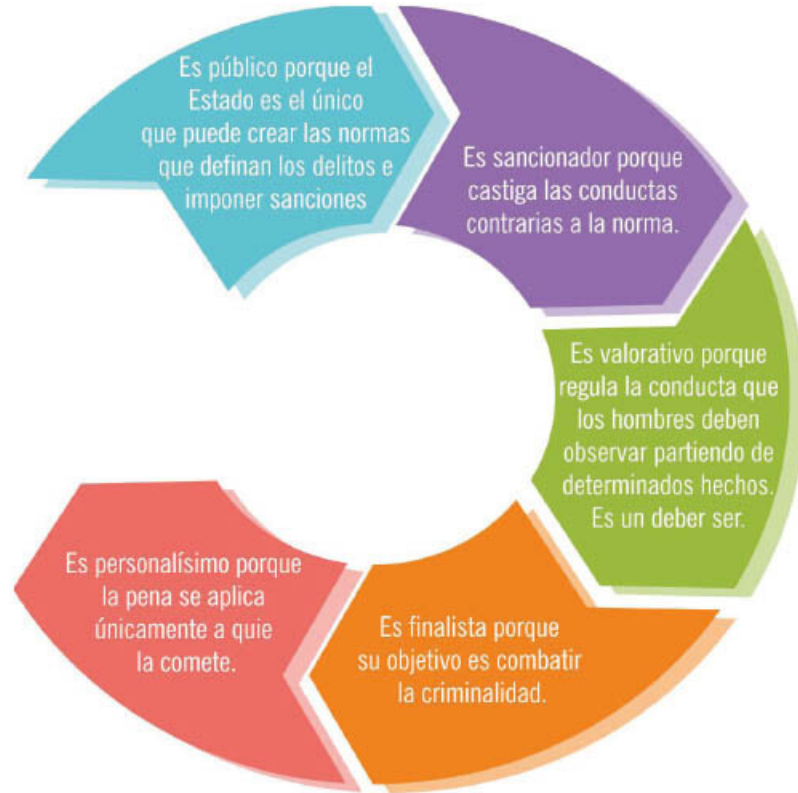 Es público porque el
Estado es el único
que puede crear las normas
que definan los delitos e
imponer sanciones
Es sancionador porque
castiga las conductas
contrarias a la norma.
Es valorativo porque
regula la conducta que
los hombres deben
observar partiendo de
determinados hechos.
Es un deber ser.
Es finalista porque
su objetivo es combatir
la criminalidad.
Es personalísimo porque
la pena se aplica
únicamente a quie
la comete.